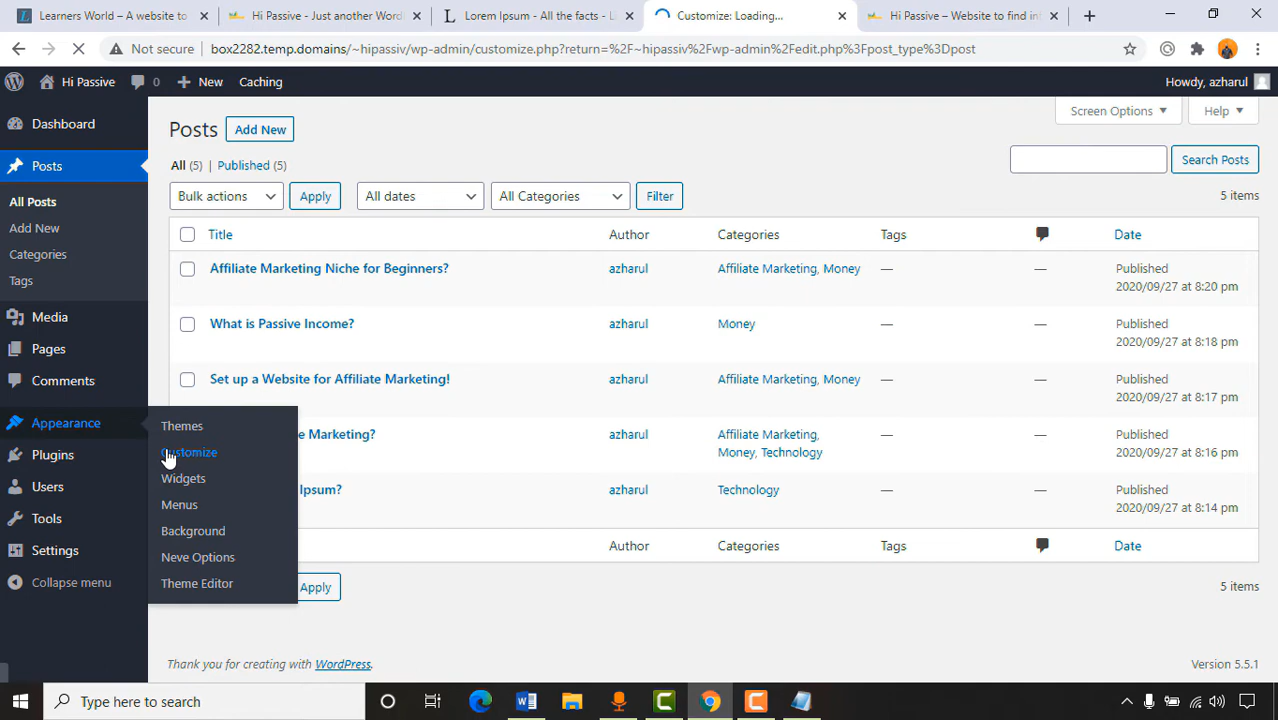 Learners World – A website to
Hi Passive - Just another Word
Lorem Ipsum - All the facts - L
Customize: Loading...
Hi Passive – Website to find in
Not secure
box2282.temp.domains/~hipassiv/wp-admin/customize.php?return=%2F~hipassiv%2Fwp-admin%2Fedit.php%3Fpost_type%3Dpost
Hi Passive
0
New
Caching
Howdy, azharul
Dashboard
Posts
All Posts
Add New
Categories
Tags
Media
Pages
Comments
Appearance
Plugins
Users
Tools
Settings
Collapse menu
Themes
Customize
Widgets
Menus
Background
Neve Options
Theme Editor
Posts
Add New
Screen Options
Help
All (5) | Published (5)
Search Posts
Bulk actions
Apply
All dates
All Categories
Filter
5 items
Title
Author
Categories
Tags
Date
Affiliate Marketing Niche for Beginners?
azharul
Affiliate Marketing, Money
—
—
Published
2020/09/27 at 8:20 pm
What is Passive Income?
azharul
Money
—
—
Published
2020/09/27 at 8:18 pm
Set up a Website for Affiliate Marketing!
azharul
Affiliate Marketing, Money
—
—
Published
2020/09/27 at 8:17 pm
Marketing?
azharul
Affiliate Marketing,
Money, Technology
—
—
Published
2020/09/27 at 8:16 pm
Ipsum?
azharul
Technology
—
—
Published
2020/09/27 at 8:14 pm
Author
Categories
Tags
Date
Apply
5 items
Thank you for creating with WordPress.
Version 5.5.1
Type here to search